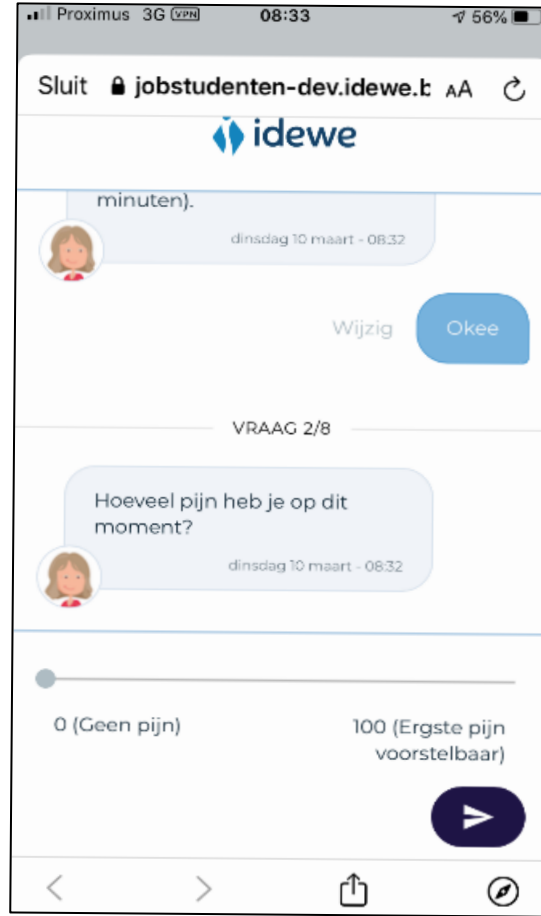 Proximus 3G VPN 08:33 56%
Sluit jobstudenten-dev.idewe.b AA
idewe
minuten).
dinsdag 10 maart - 08:32
Wijzig Okee
VRAAG 2/8
Hoeveel pijn heb je op dit
moment?
dinsdag 10 maart - 08:32
0 (Geen pijn) 100 (Ergste pijn
voorstelbaar)